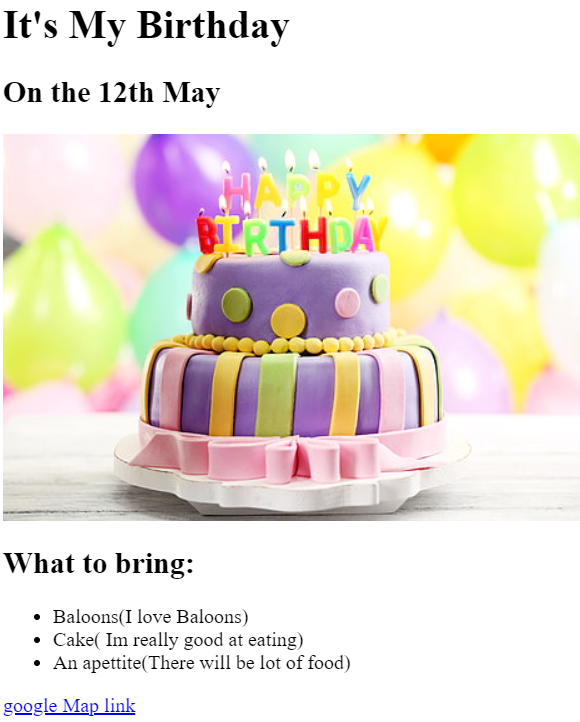 It's My Birthday
On the 12th May
HAPPY
BIRTHDAY
What to bring:
Baloons(I love Baloons)
Cake( Im really good at eating)
An apettite(There will be lot of food)
google Map link